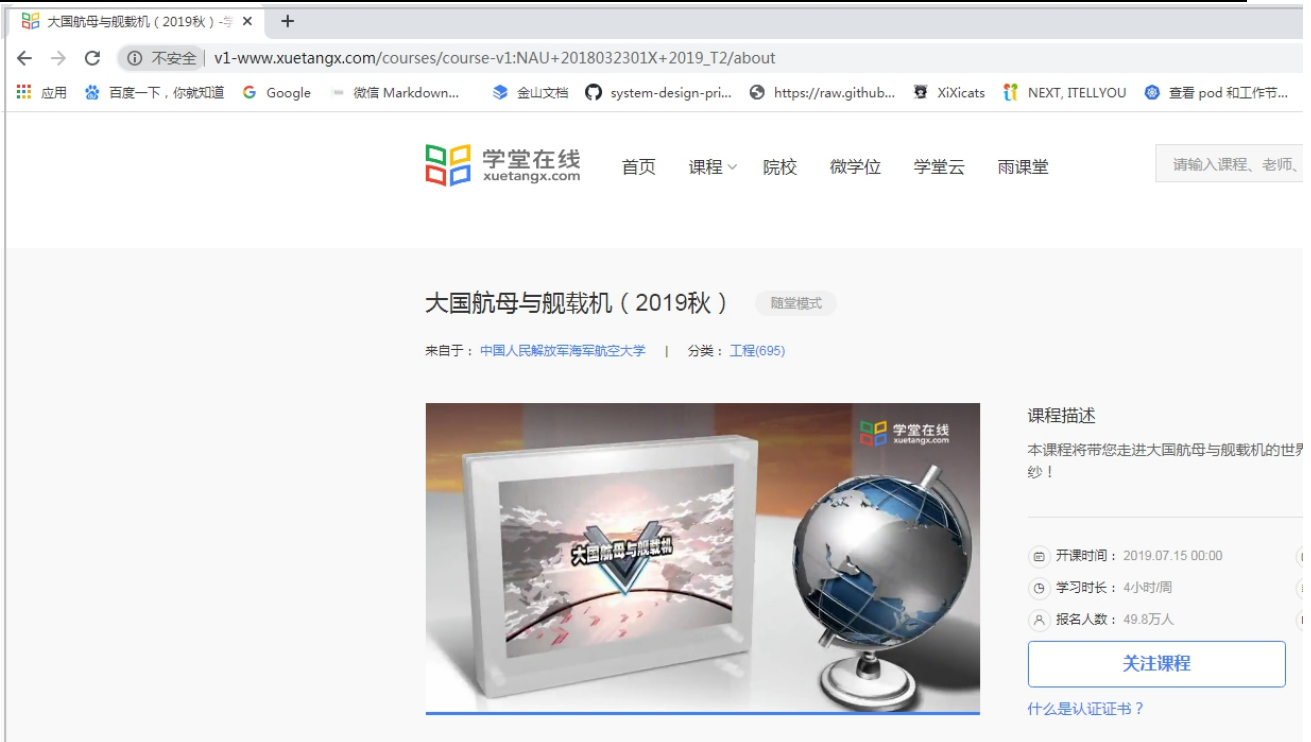 大国航母与舰载机（2019秋）-学
不安全 | v1-www.xuetangx.com/courses/course-v1:NAU+2018032301X+2019_T2/about
应用 百度一下，你就知道 Google 微信 Markdown... 金山文档 system-design-pri... https://raw.github... XiXicats NEXT, ITELLYOU 查看 pod 和工作节...
学堂在线
xuetangx.com
首页 课程 院校 微学位 学堂云 雨课堂
请输入课程、老师、
大国航母与舰载机（2019秋） 随堂模式
来自于：中国人民解放军海军航空大学 | 分类：工程(695)
学堂在线
xuetangx.com
大国航母与舰载机
课程描述
本课程将带您走进大国航母与舰载机的世界
纱！
开课时间：2019.07.15 00:00
学习时长：4小时/周
报名人数：49.8万人
关注课程
什么是认证证书？